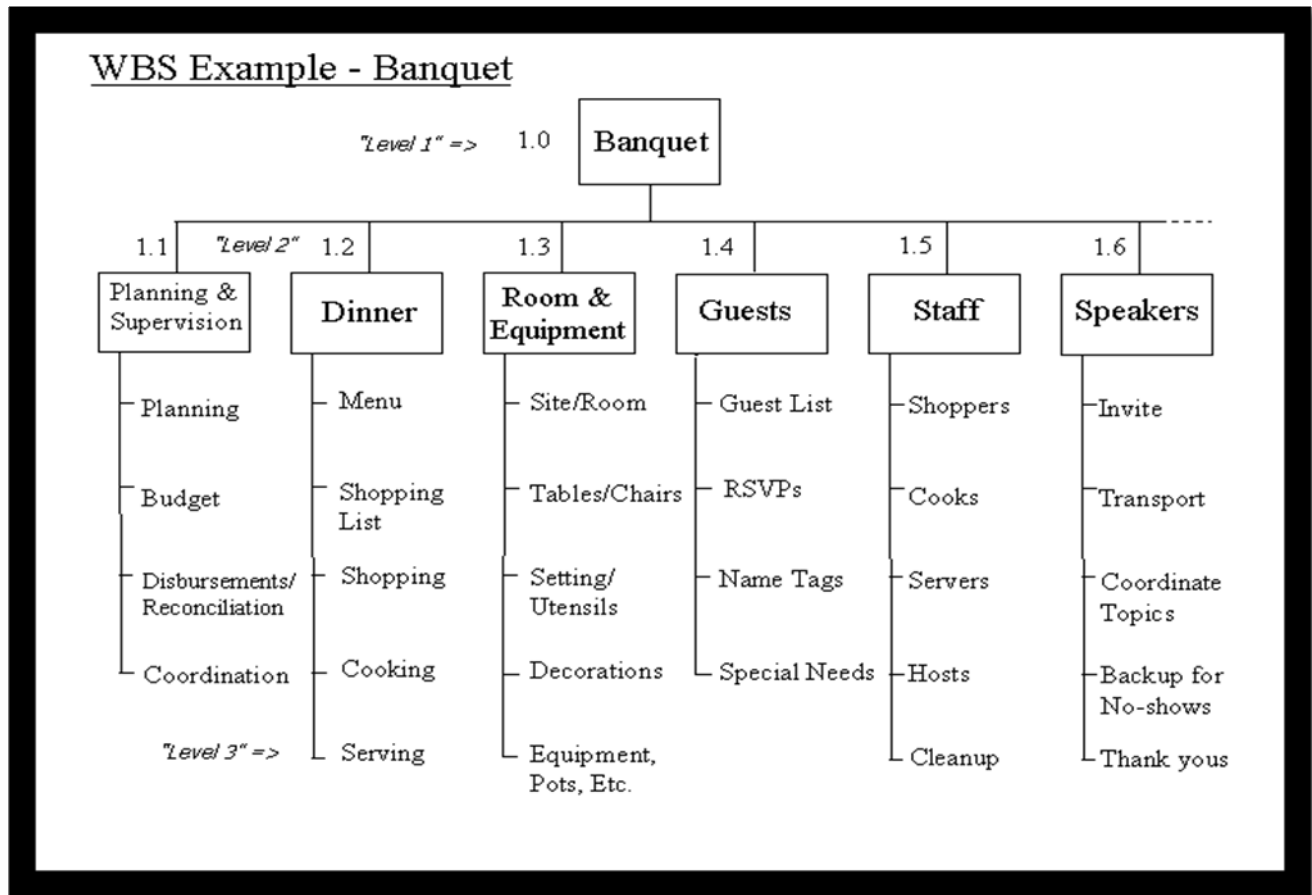 WBS Example - Banquet
"Level 1" =>
1.0
Banquet
1.1
"Level 2"
1.2
1.3
1.4
1.5
1.6
Planning &
Supervision
Dinner
Room &
Equipment
Guests
Staff
Speakers
Planning
Budget
Disbursements/
Reconciliation
Coordination
Menu
Shopping
List
Shopping
Cooking
"Level 3" =>
Serving
Site/Room
Tables/Chairs
Setting/
Utensils
Decorations
Equipment,
Pots, Etc.
Guest List
RSVPs
Name Tags
Special Needs
Shoppers
Cooks
Servers
Hosts
Cleanup
Invite
Transport
Coordinate
Topics
Backup for
No-shows
Thank yous